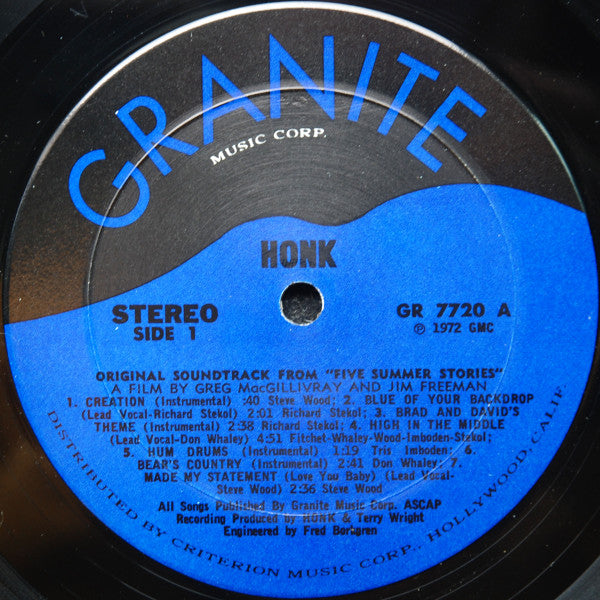 GRANITE
MUSIC CORP.
HONK
STEREO
SIDE 1
GR 7720 A
℗ 1972 GMC
ORIGINAL SOUNDTRACK FROM "FIVE SUMMER STORIES"
A FILM BY GREG MacGILLIVRAY AND JIM FREEMAN
1. CREATION (Instrumental) :40 Steve Wood; 2. BLUE OF YOUR BACKDROP
(Lead Vocal-Richard Stekol) 2:01 Richard Stekol; 3. BRAD AND DAVID'S
THEME (Instrumental) 2:38 Richard Stekol; 4. HIGH IN THE MIDDLE
(Lead Vocal-Don Whaley) 4:51 Fitchet-Whaley-Wood-Imboden-Stekol;
5. HUM DRUMS (Instrumental) 1:19 Tris Imboden; 6.
BEAR'S COUNTRY (Instrumental) 2:41 Don Whaley; 7.
MADE MY STATEMENT (Love You Baby) (Lead Vocal-
Steve Wood) 2:36 Steve Wood
All Songs Published By Granite Music Corp. ASCAP
Recording Produced by HONK & Terry Wright
Engineered by Fred Borkgren
DISTRIBUTED BY CRITERION MUSIC CORP., HOLLYWOOD, CALIF.